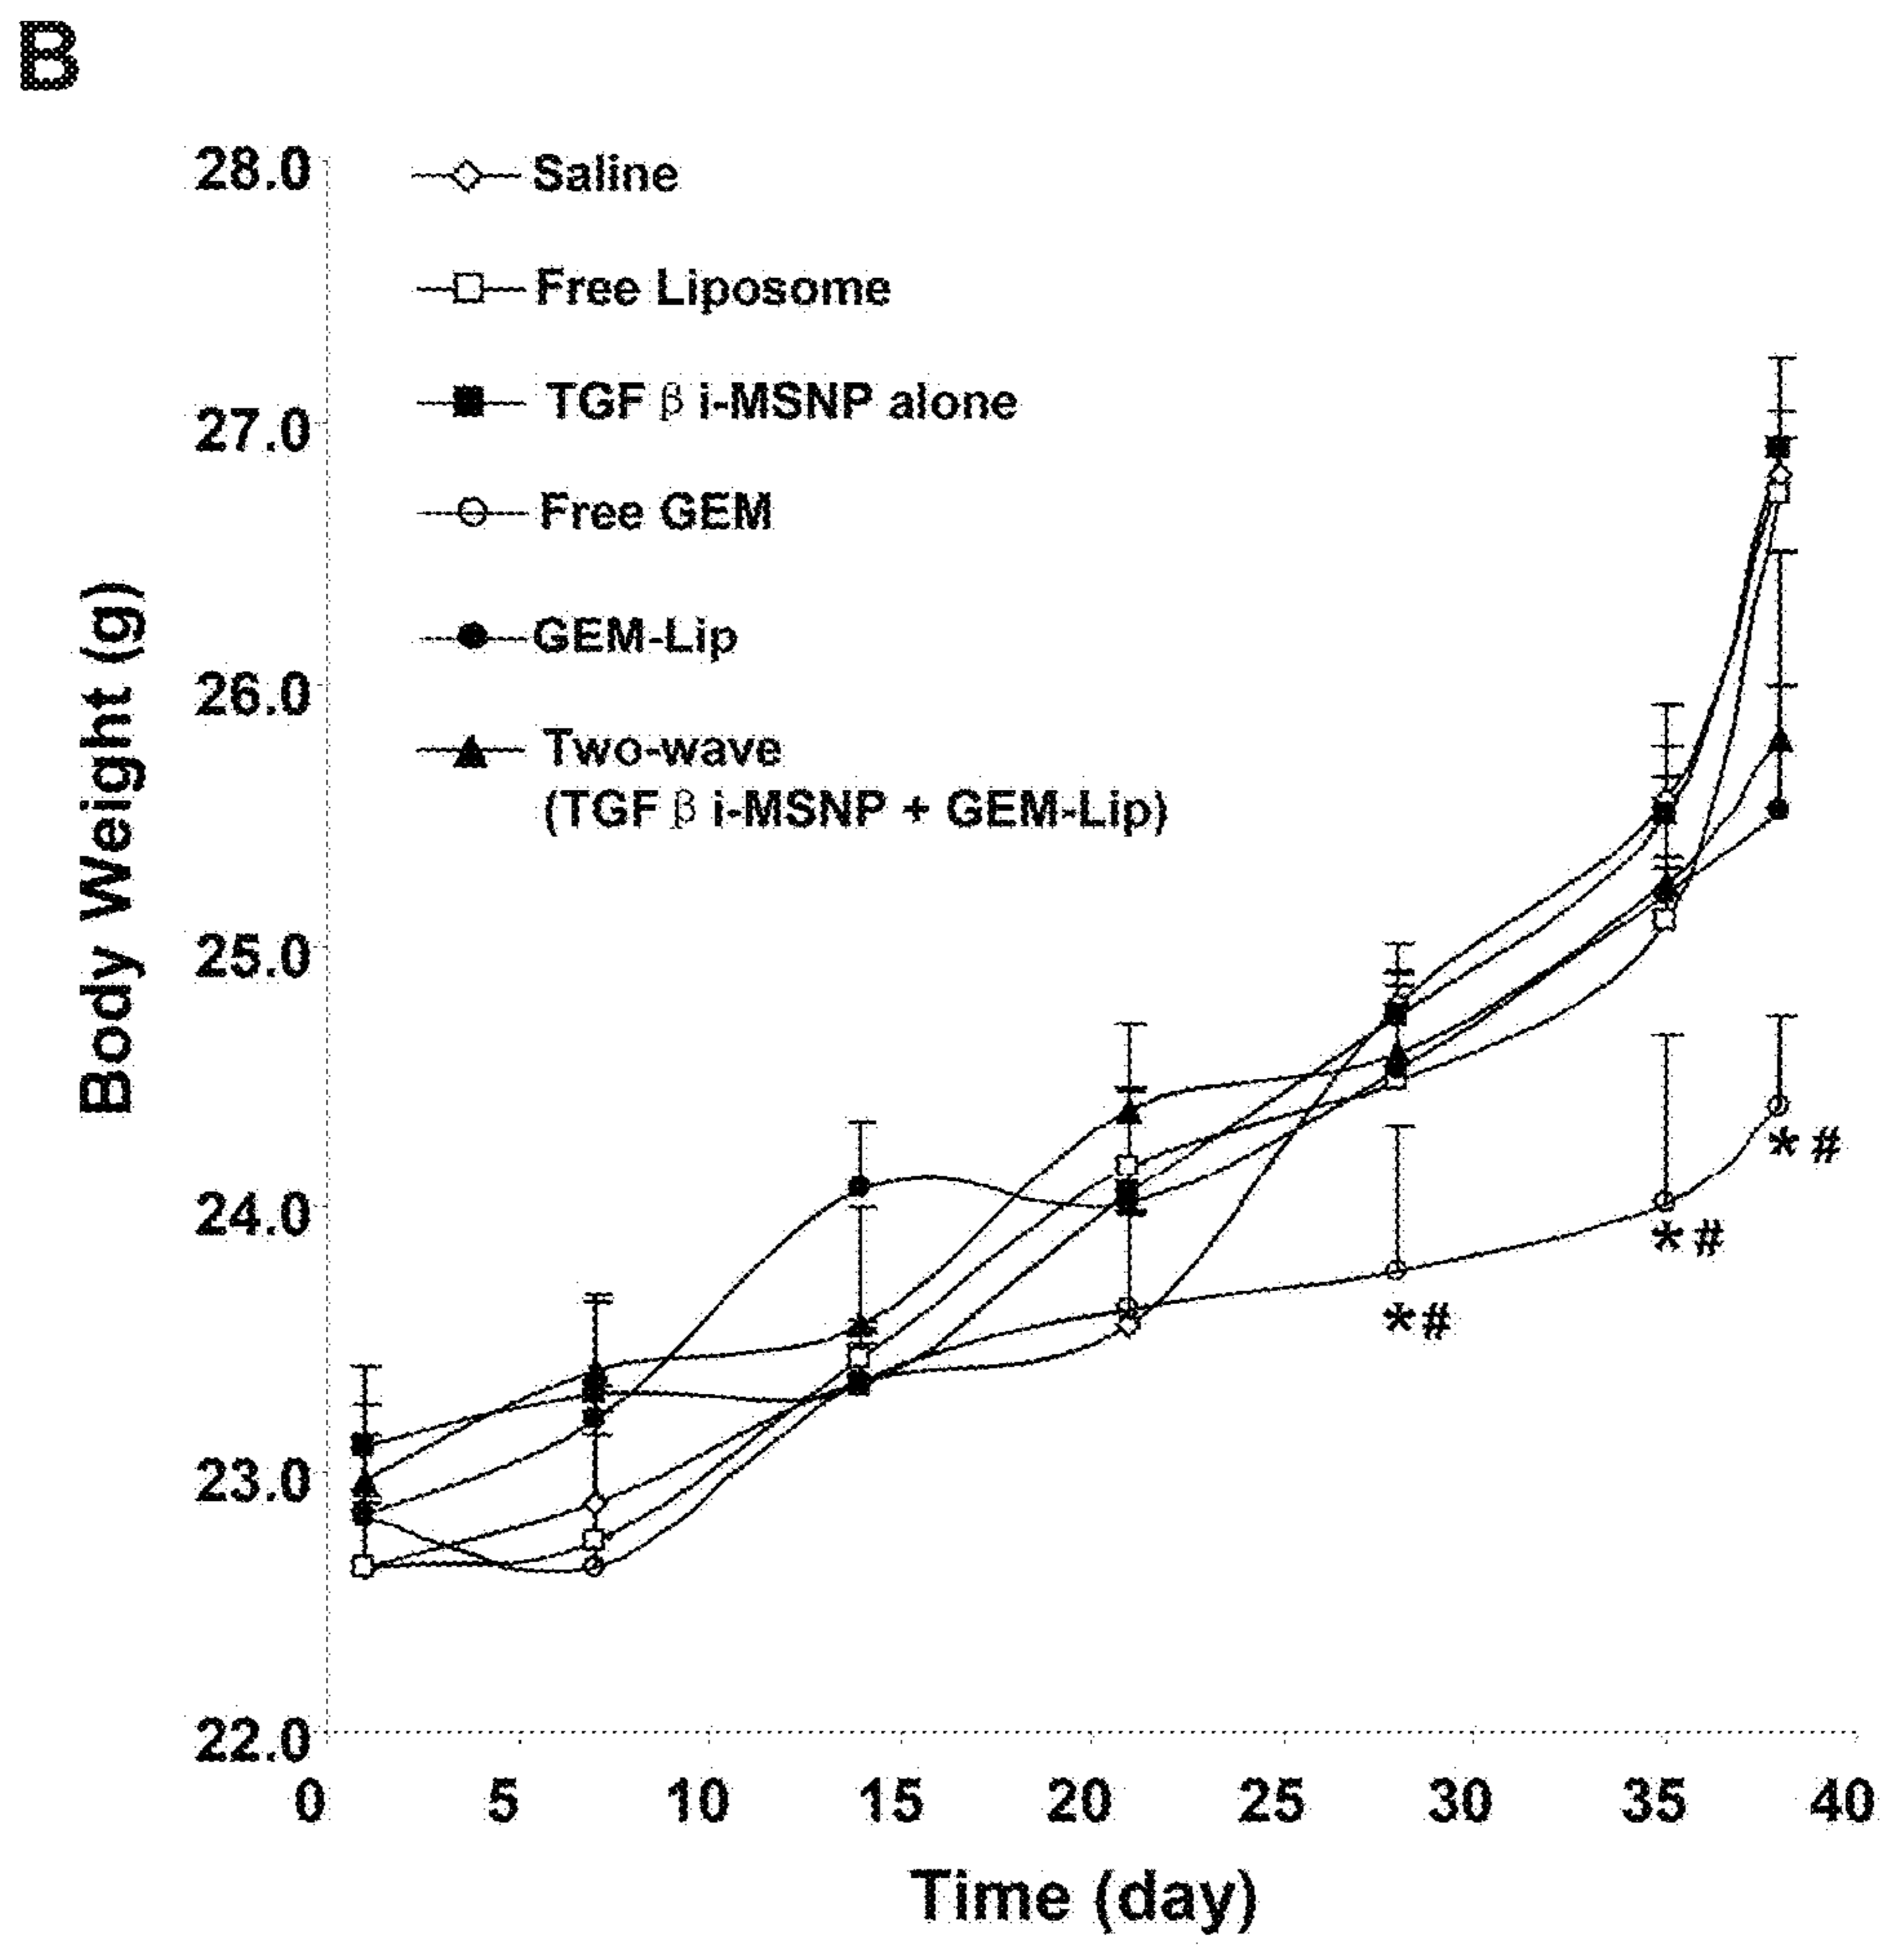 B
28.0
27.0
26.0
25.0
24.0
23.0
22.0
Body Weight (g)
Saline
Free Liposome
TGF β i-MSNP alone
Free GEM
GEM-Lip
Two-wave
(TGF β i-MSNP + GEM-Lip)
*#
*#
*#
0 5 10 15 20 25 30 35 40
Time (day)